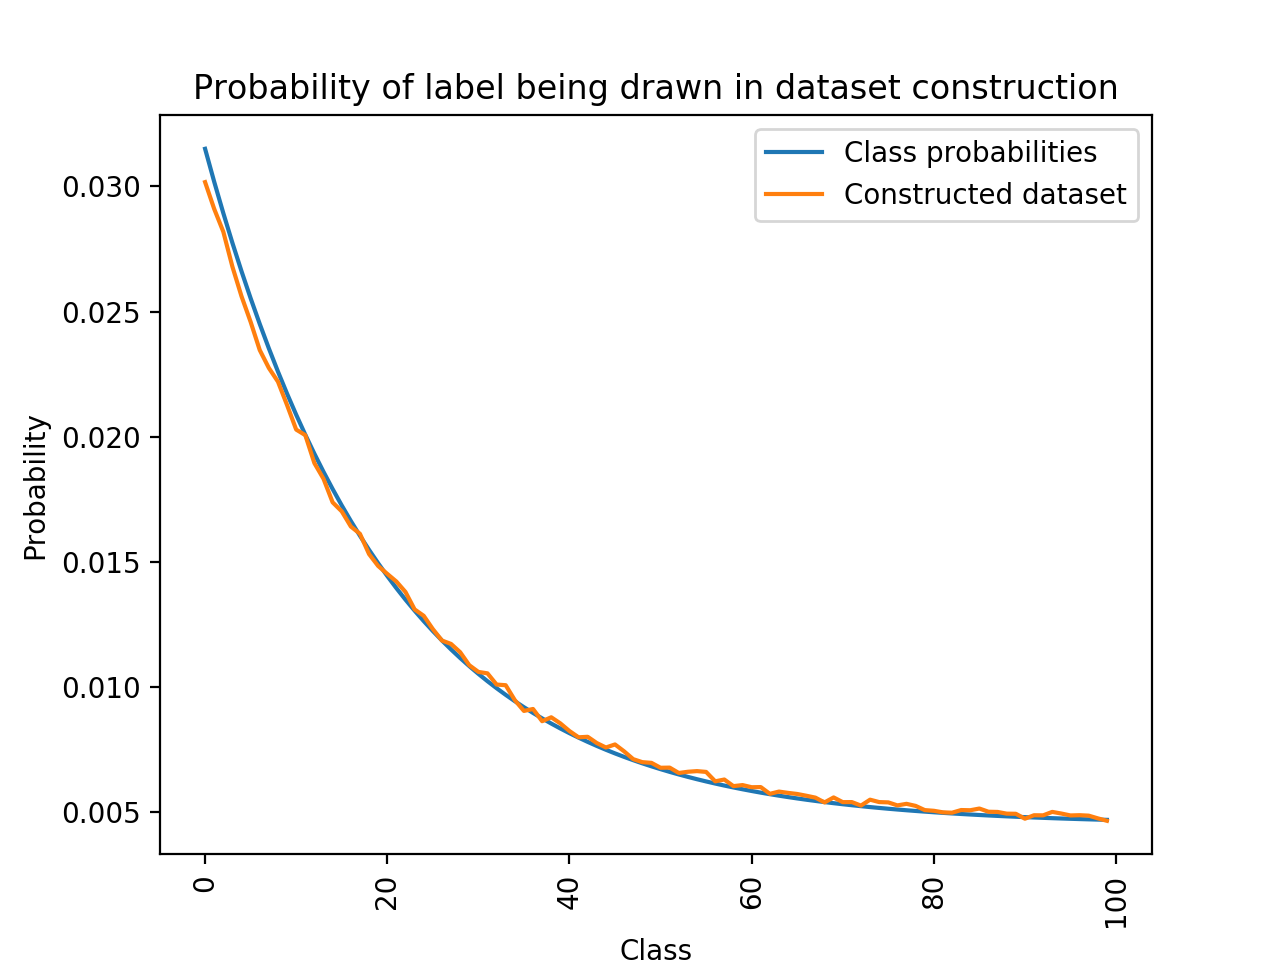 Probability of label being drawn in dataset construction
Class probabilities
Constructed dataset
0.030
0.025
0.020
0.015
0.010
0.005
Probability
0
20
40
60
80
100
Class